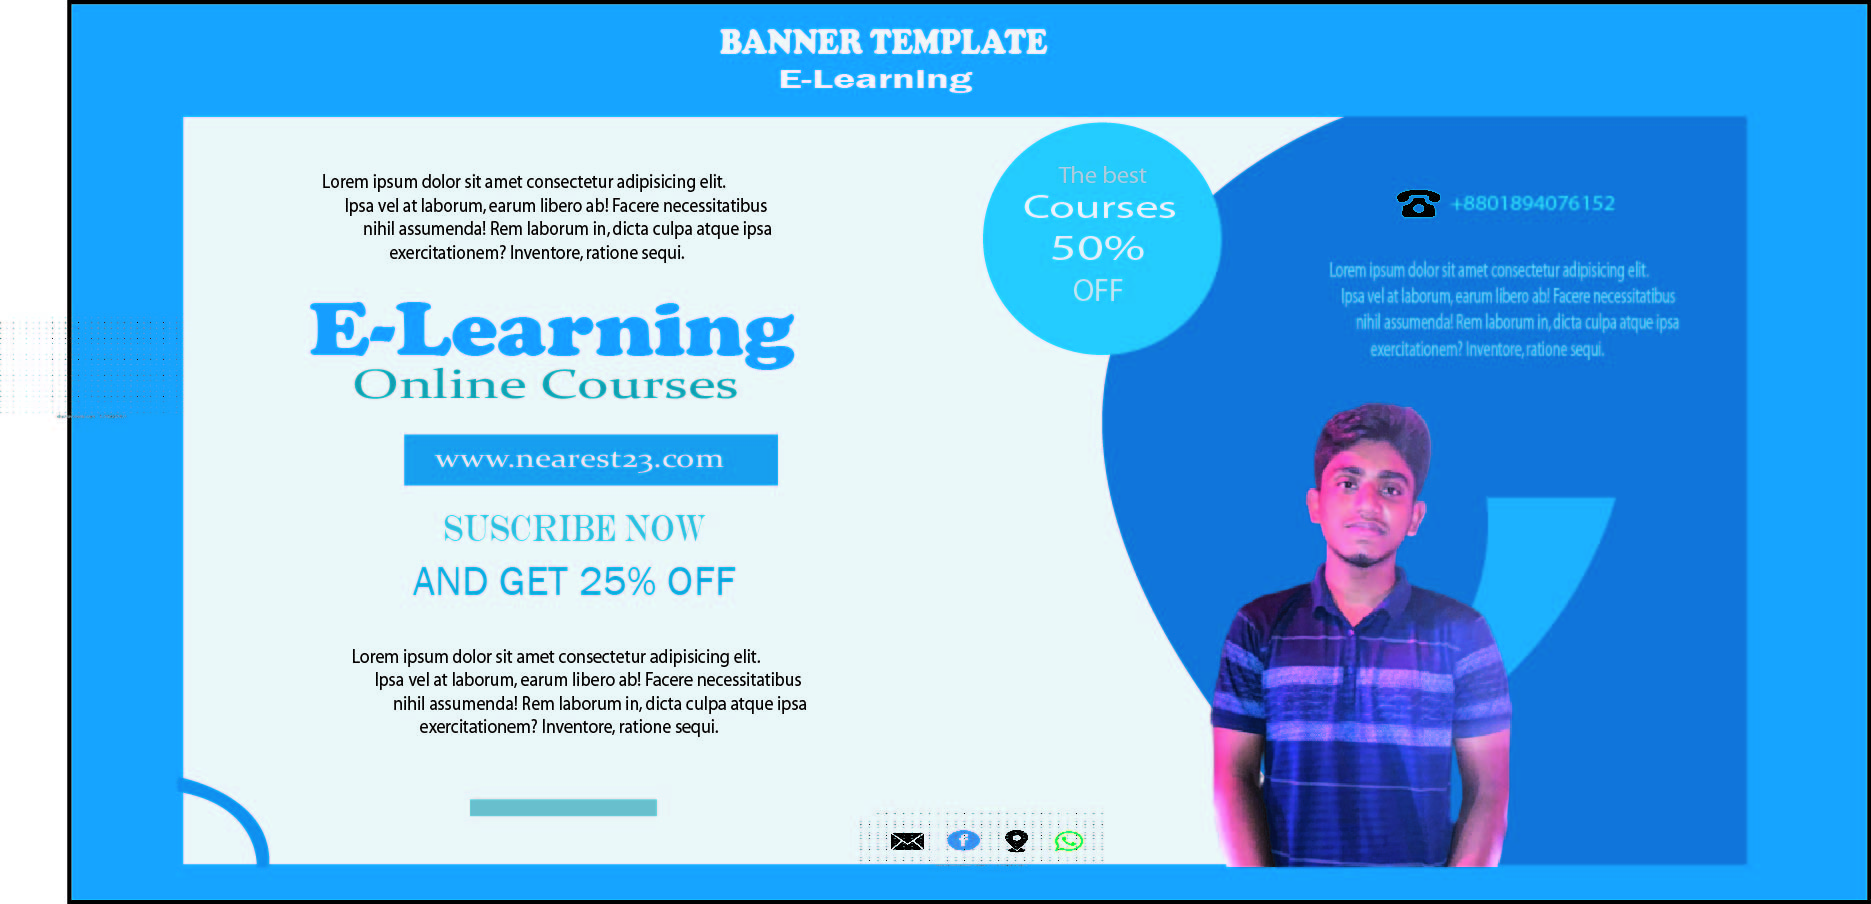 BANNER TEMPLATE
E-LearnIng
Lorem ipsum dolor sit amet consectetur adipisicing elit.
Ipsa vel at laborum, earum libero ab! Facere necessitatibus
nihil assumenda! Rem laborum in, dicta culpa atque ipsa
exercitationem? Inventore, ratione sequi.
E-Learning
Online Courses
www.nearest23.com
SUSCRIBE NOW
AND GET 25% OFF
Lorem ipsum dolor sit amet consectetur adipisicing elit.
Ipsa vel at laborum, earum libero ab! Facere necessitatibus
nihil assumenda! Rem laborum in, dicta culpa atque ipsa
exercitationem? Inventore, ratione sequi.
The best
Courses
50%
OFF
+8801894076152
Lorem ipsum dolor sit amet consectetur adipisicing elit.
Ipsa vel at laborum, earum libero ab! Facere necessitatibus
nihil assumenda! Rem laborum in, dicta culpa atque ipsa
exercitationem? Inventore, ratione sequi.
f